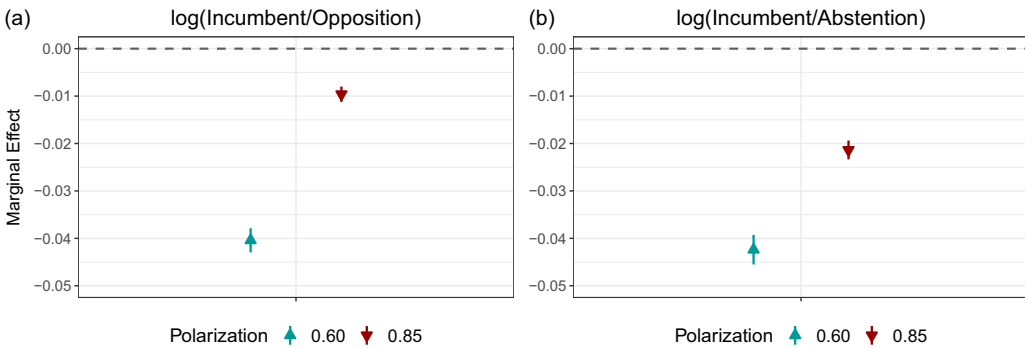 (a) log(Incumbent/Opposition)
0.00
−0.01
−0.02
−0.03
−0.04
−0.05
Marginal Effect
Polarization 0.60 0.85
(b) log(Incumbent/Abstention)
0.00
−0.01
−0.02
−0.03
−0.04
−0.05
Polarization 0.60 0.85